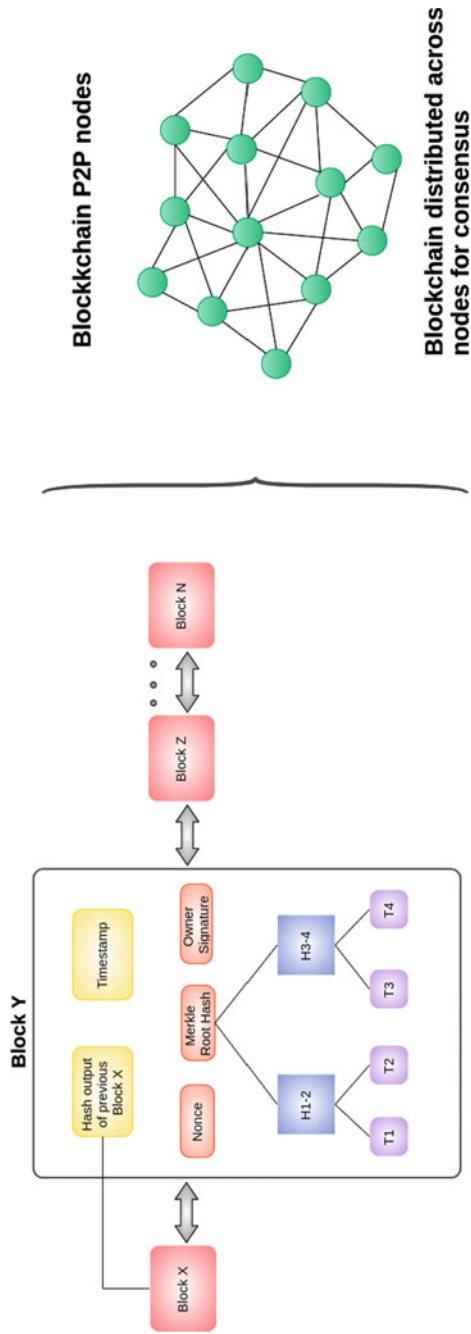 Block X
Block Y
Hash output
of previous
Block X
Timestamp
Nonce
Merkle
Root Hash
Owner
Signature
H1-2
H3-4
T1
T2
T3
T4
Block Z
Block N
Blockkchain P2P nodes
Blockchain distributed across
nodes for consensus